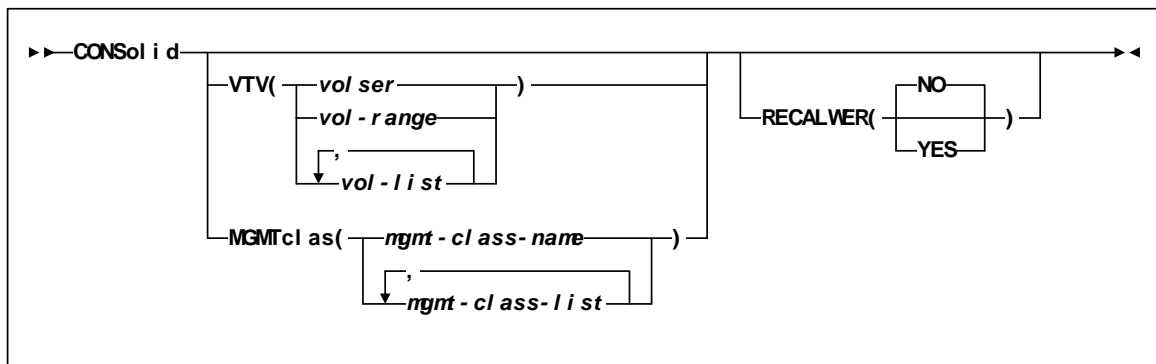 CONSolid
VTV( volser )
vol-range
,
vol-list
MGMTclas( mgmt-class-name )
,
mgmt-class-list
NO
RECALWER( )
YES